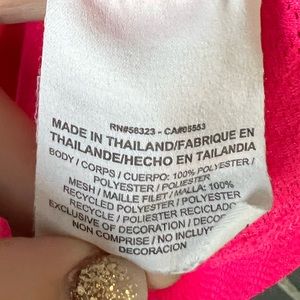 RN#56323 - CA#05553
MADE IN THAILAND/FABRIQUE EN
THAILANDE/HECHO EN TAILANDIA
BODY / CORPS / CUERPO: 100% POLYESTER /
POLYESTER / POLIESTER
MESH / MAILLE FILET / MALLA: 100%
RECYCLED POLYESTER / POLYESTER
RECYCLE / POLIESTER RECICLADO
EXCLUSIVE OF DECORATION / DECOR
NON COMPRISE / NO INCLUY
DECORACION